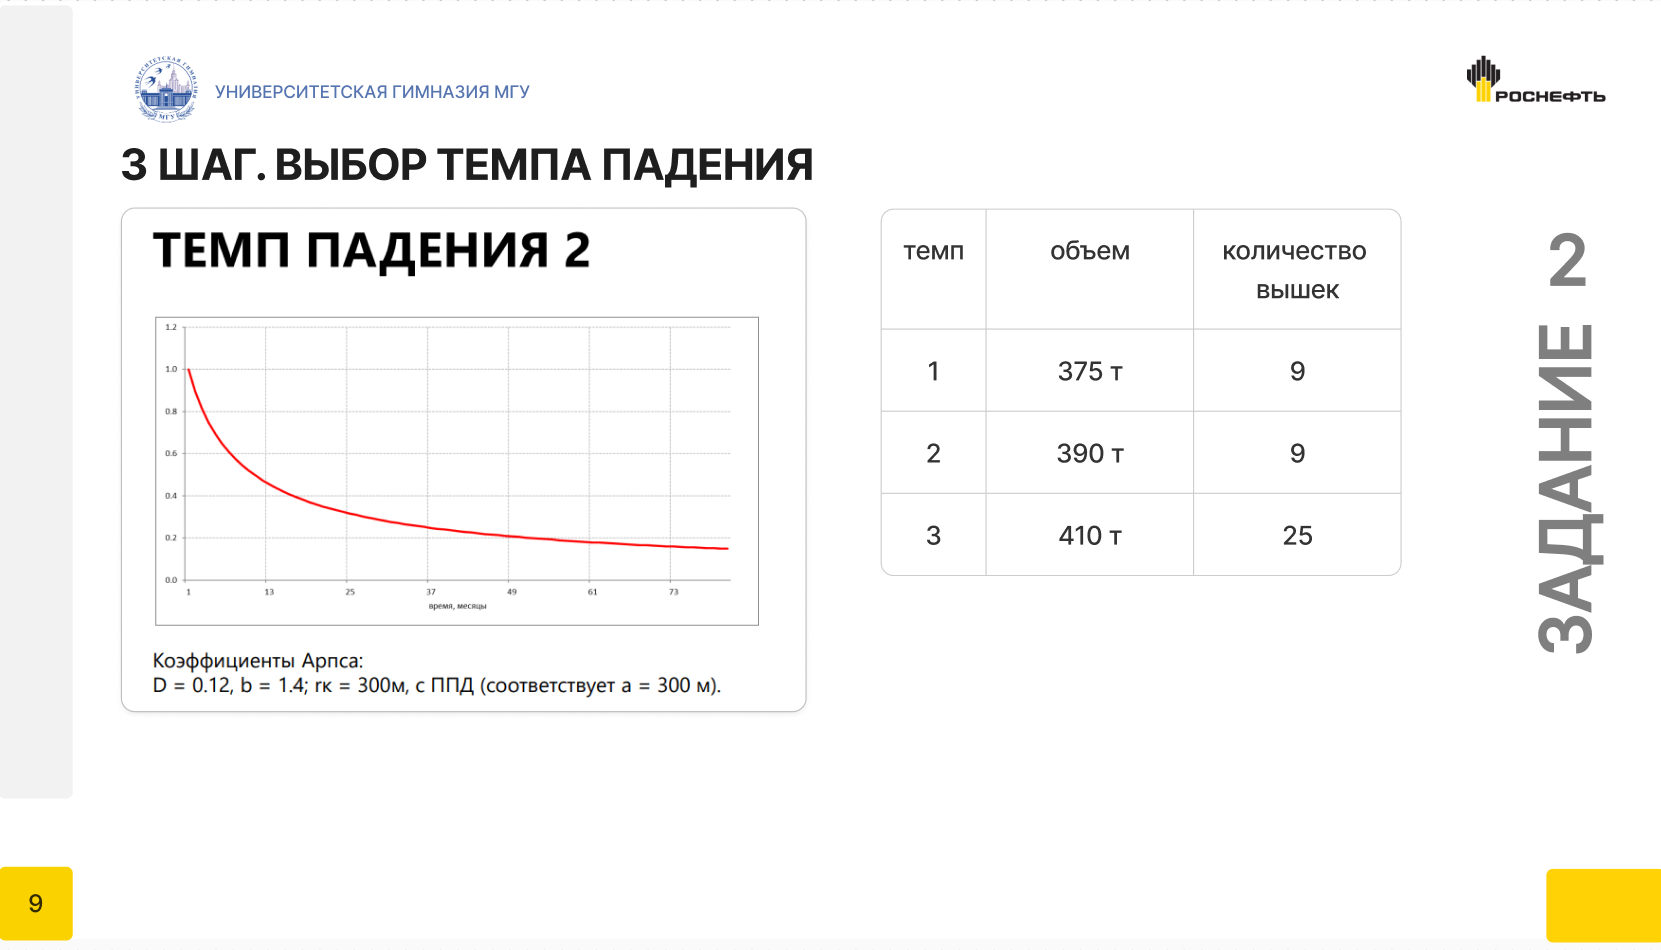 УНИВЕРСИТЕТСКАЯ ГИМНАЗИЯ МГУ
РОСНЕФТЬ
3 ШАГ. ВЫБОР ТЕМПА ПАДЕНИЯ
ТЕМП ПАДЕНИЯ 2
1.2
1.0
0.8
0.6
0.4
0.2
0.0
1 13 25 37 49 61 73
время, месяцы
Коэффициенты Арпса:
D = 0.12, b = 1.4; rк = 300м, с ППД (соответствует а = 300 м).
темп объем количество
вышек
1 375 т 9
2 390 т 9
3 410 т 25
ЗАДАНИЕ 2
9